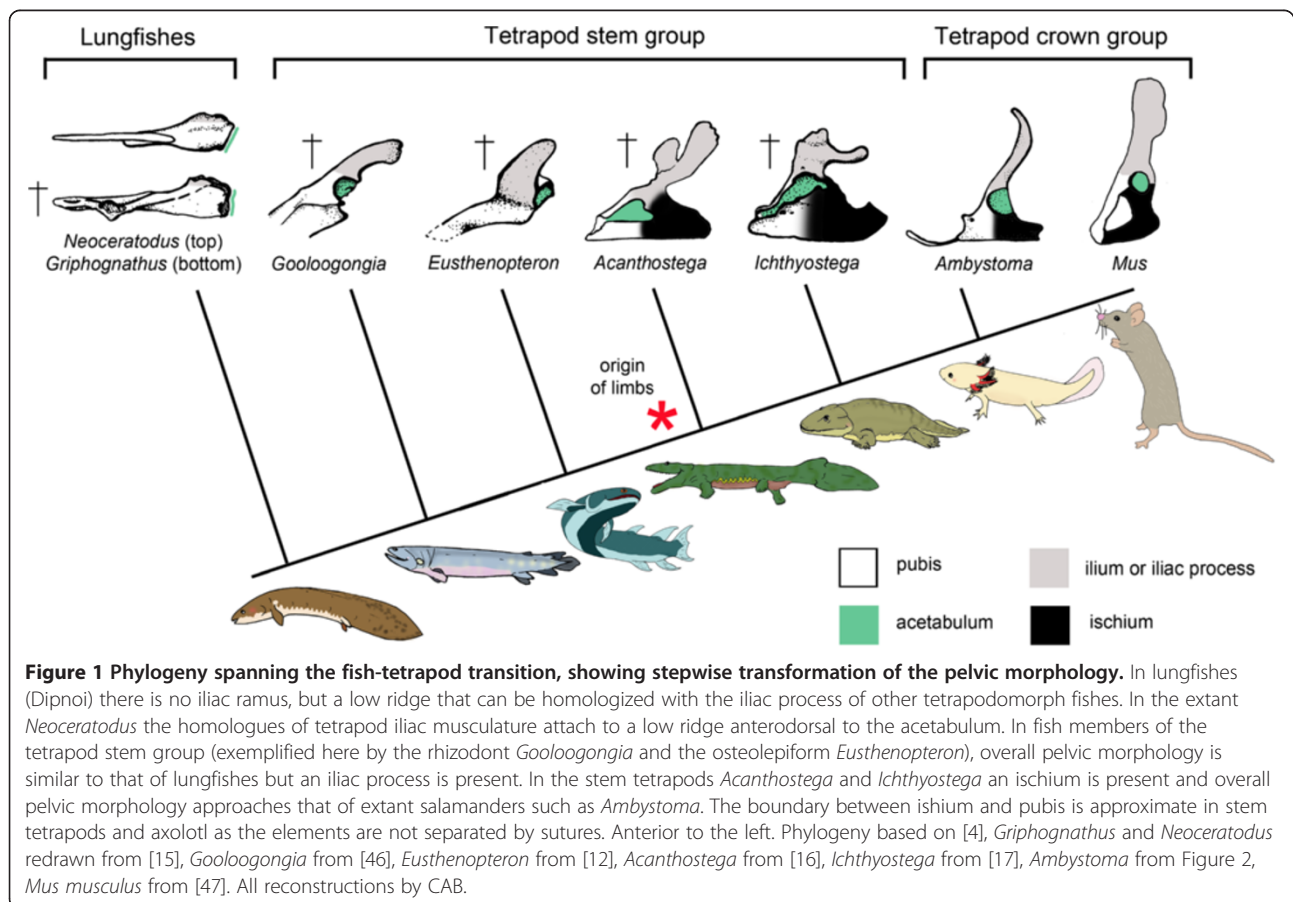 Lungfishes
Tetrapod stem group
Tetrapod crown group
†
†
†
†
†
Neoceratodus (top)
Griphognathus (bottom)
Gooloogongia
Eusthenopteron
Acanthostega
Ichthyostega
Ambystoma
Mus
origin
of limbs
*
pubis
ilium or iliac process
acetabulum
ischium
Figure 1 Phylogeny spanning the fish-tetrapod transition, showing stepwise transformation of the pelvic morphology. In lungfishes
(Dipnoi) there is no iliac ramus, but a low ridge that can be homologized with the iliac process of other tetrapodomorph fishes. In the extant
Neoceratodus the homologues of tetrapod iliac musculature attach to a low ridge anterodorsal to the acetabulum. In fish members of the
tetrapod stem group (exemplified here by the rhizodont Gooloogongia and the osteolepiform Eusthenopteron), overall pelvic morphology is
similar to that of lungfishes but an iliac process is present. In the stem tetrapods Acanthostega and Ichthyostega an ischium is present and overall
pelvic morphology approaches that of extant salamanders such as Ambystoma. The boundary between ishium and pubis is approximate in stem
tetrapods and axolotl as the elements are not separated by sutures. Anterior to the left. Phylogeny based on [4], Griphognathus and Neoceratodus
redrawn from [15], Gooloogongia from [46], Eusthenopteron from [12], Acanthostega from [16], Ichthyostega from [17], Ambystoma from Figure 2,
Mus musculus from [47]. All reconstructions by CAB.